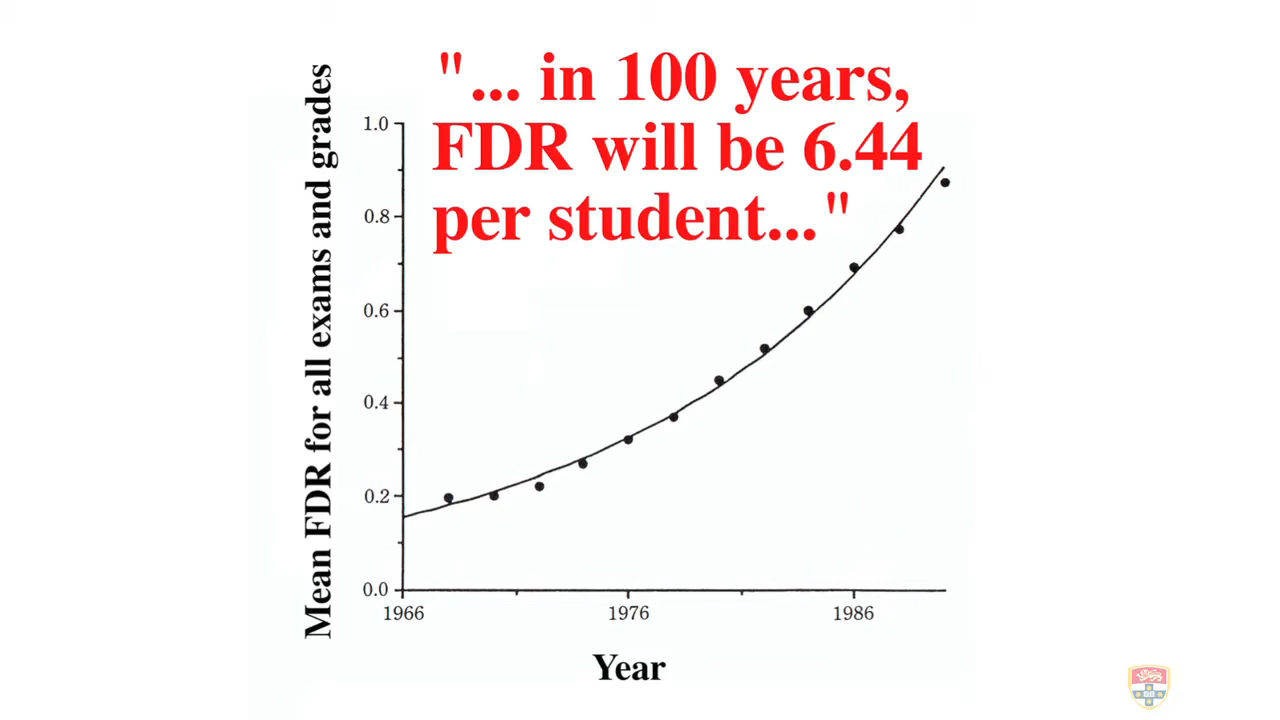 "... in 100 years,
FDR will be 6.44
per student..."
Mean FDR for all exams and grades
1.0
0.8
0.6
0.4
0.2
0.0
1966
1976
1986
Year